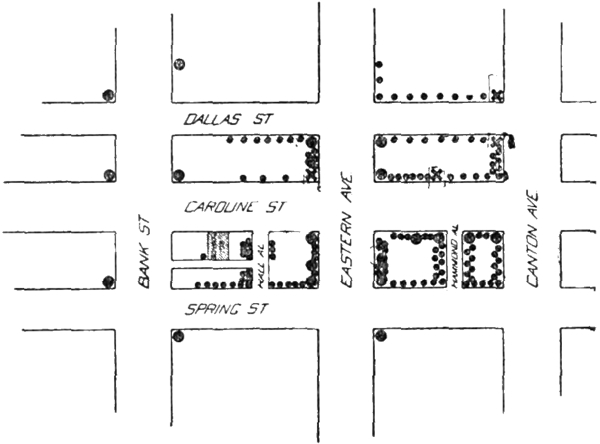 DALLAS ST
CAROLINE ST
BANK ST
HALL AL
EASTERN AVE
HAMMOND AL
CANTON AVE
SPRING ST